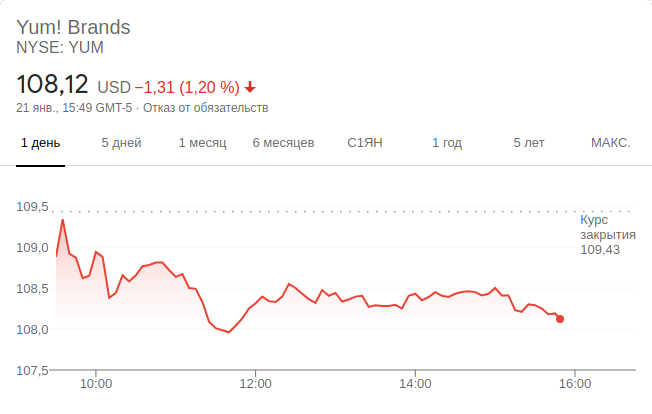 Yum! Brands
NYSE: YUM
108,12 USD −1,31 (1,20 %)
21 янв., 15:49 GMT-5 · Отказ от обязательств
1 день 5 дней 1 месяц 6 месяцев С1ЯН 1 год 5 лет МАКС.
109,5
Курс
закрытия
109,43
109,0
108,5
108,0
107,5
10:00 12:00 14:00 16:00